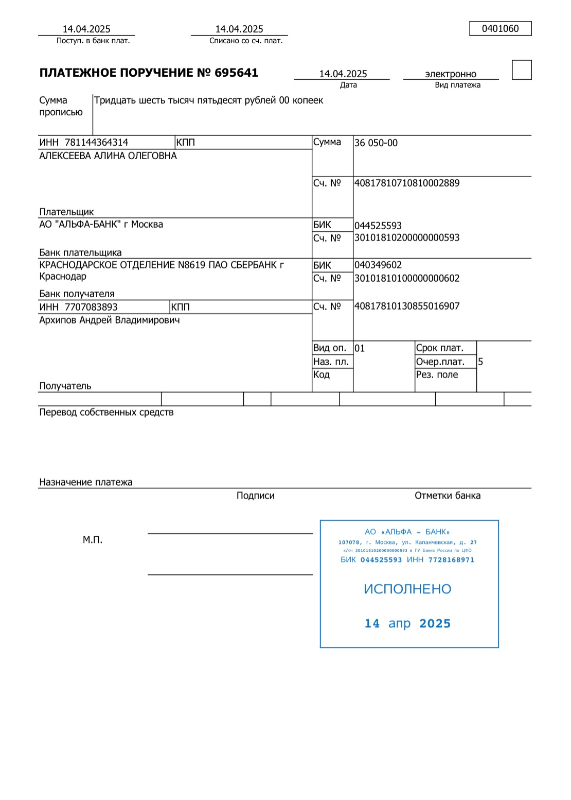 14.04.2025 14.04.2025 0401060
Поступ. в банк плат. Списано со сч. плат.
ПЛАТЕЖНОЕ ПОРУЧЕНИЕ № 695641 14.04.2025 электронно
Дата Вид платежа
Сумма прописью Тридцать шесть тысяч пятьдесят рублей 00 копеек
ИНН 781144364314 КПП Сумма 36 050-00
АЛЕКСЕЕВА АЛИНА ОЛЕГОВНА
Сч. № 40817810710810002889
Плательщик
АО "АЛЬФА-БАНК" г Москва БИК 044525593
Сч. № 30101810200000000593
Банк плательщика
КРАСНОДАРСКОЕ ОТДЕЛЕНИЕ N8619 ПАО СБЕРБАНК г БИК 040349602
Краснодар Сч. № 30101810100000000602
Банк получателя
ИНН 7707083893 КПП Сч. № 40817810130855016907
Архипов Андрей Владимирович
Вид оп. 01 Срок плат.
Наз. пл. Очер.плат. 5
Код Рез. поле
Получатель
Перевод собственных средств
Назначение платежа
Подписи Отметки банка
М.П.
АО «АЛЬФА – БАНК»
107078, г. Москва, ул. Каланчевская, д. 27
к/сч 30101810200000000593 в ГУ Банка России по ЦФО
БИК 044525593 ИНН 7728168971
ИСПОЛНЕНО
14 апр 2025